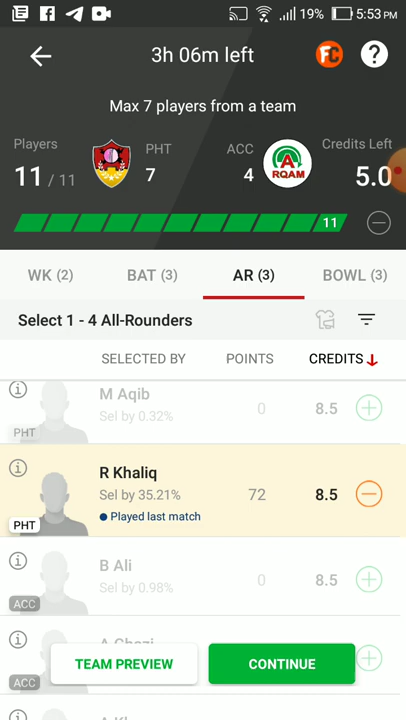 19% 5:53 PM
3h 06m left
FC
?
Max 7 players from a team
Players
PHT
ACC
Credits Left
11 / 11
7
4
A
RQAM
5.0
11
WK (2)
BAT (3)
AR (3)
BOWL (3)
Select 1 - 4 All-Rounders
SELECTED BY
POINTS
CREDITS
M Aqib
Sel by 0.32%
0
8.5
PHT
R Khaliq
Sel by 35.21%
72
8.5
Played last match
PHT
B Ali
Sel by 0.98%
0
8.5
ACC
A Ghazi
TEAM PREVIEW
CONTINUE
ACC